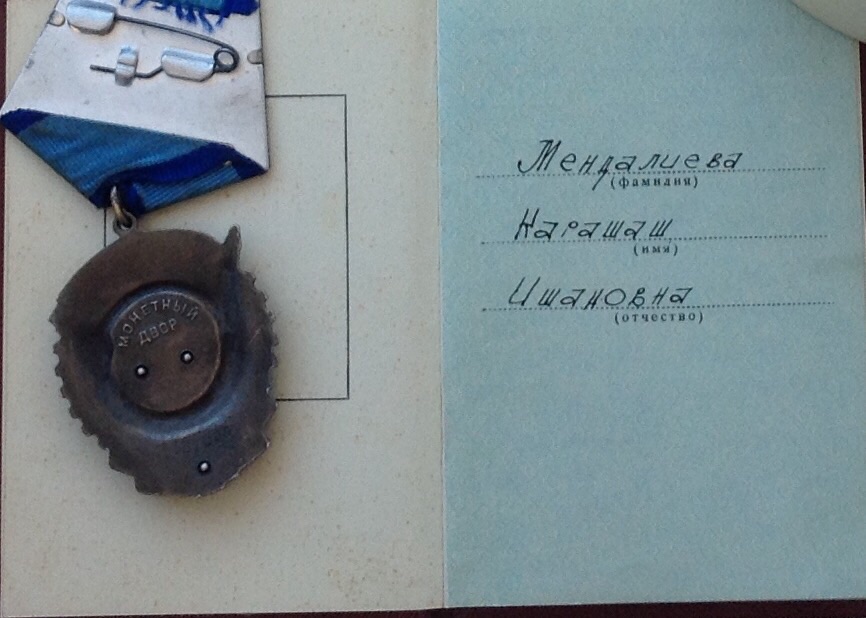 МОНЕТНЫЙ
ДВОР
Мендалиева
(фамилия)
Карашаш
(имя)
Ишановна
(отчество)